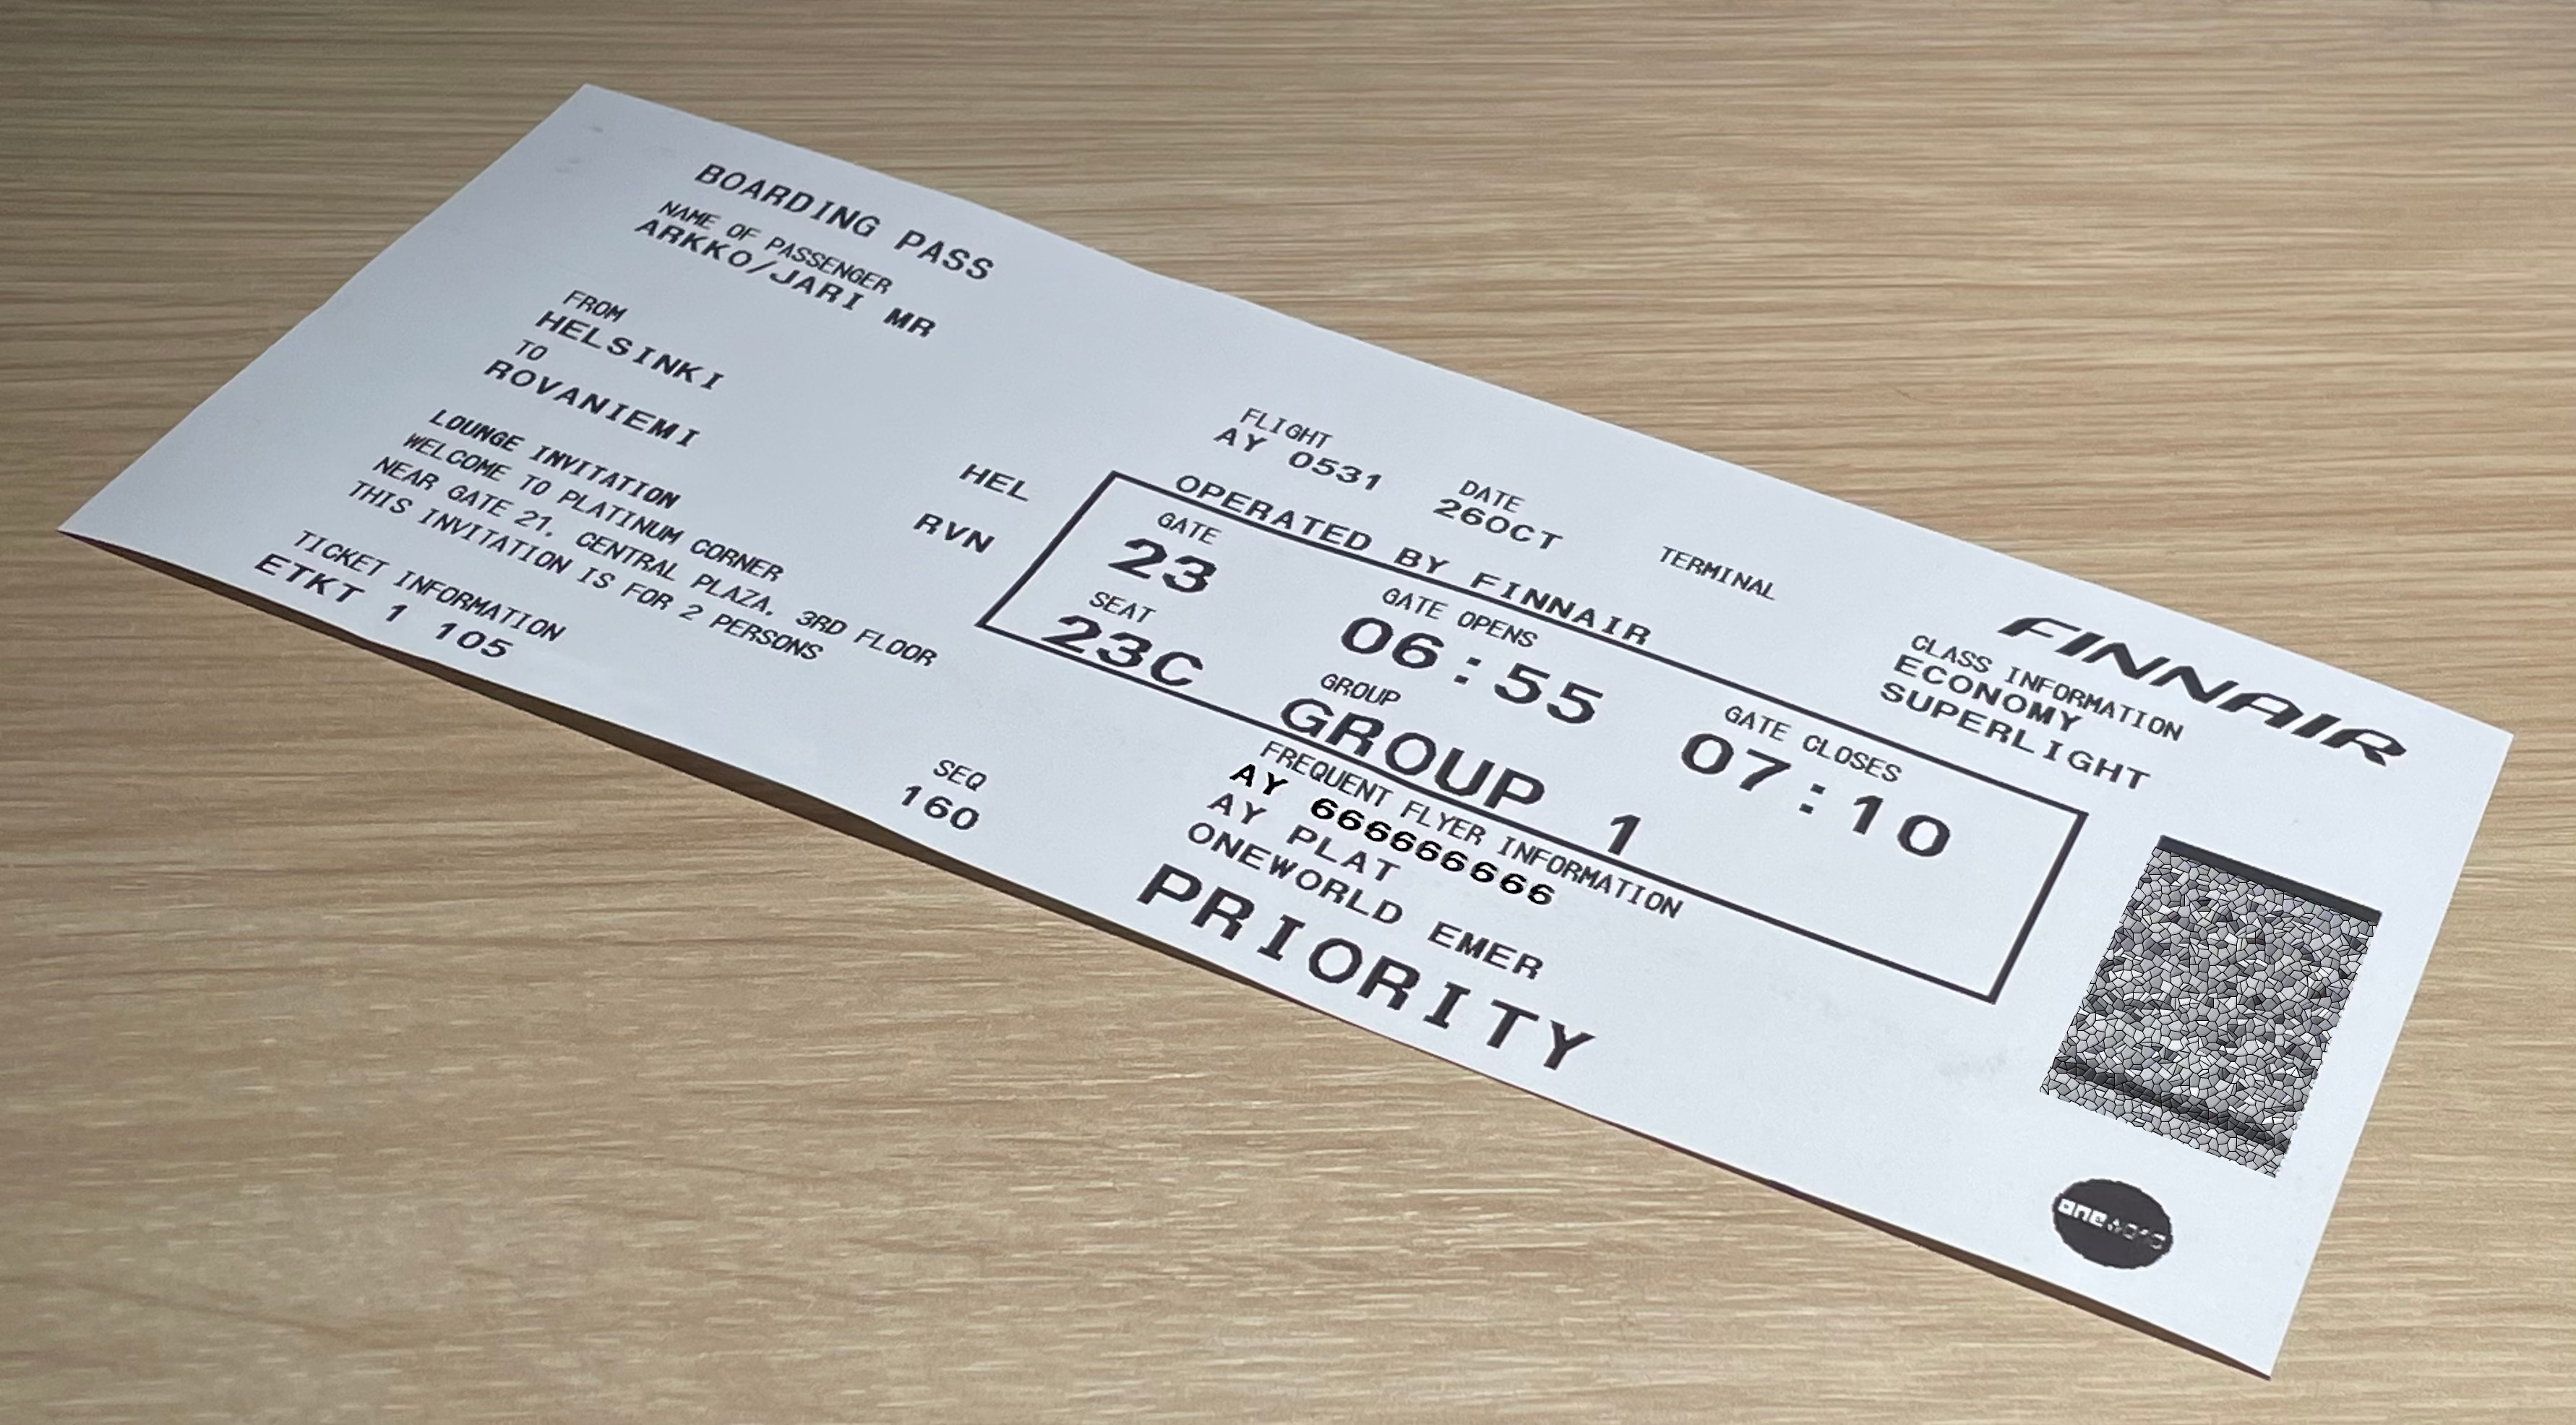 BOARDING PASS
NAME OF PASSENGER
ARKKO/JARI MR
FROM
HELSINKI
HEL
TO
ROVANIEMI
RVN
LOUNGE INVITATION
WELCOME TO PLATINUM CORNER
NEAR GATE 21, CENTRAL PLAZA, 3RD FLOOR
THIS INVITATION IS FOR 2 PERSONS
TICKET INFORMATION
ETKT 1 105
SEQ
160
FLIGHT
AY 0531
DATE
26OCT
TERMINAL
OPERATED BY FINNAIR
GATE
23
GATE OPENS
06:55
GATE CLOSES
07:10
SEAT
23C
GROUP
GROUP 1
FREQUENT FLYER INFORMATION
AY 666666666
AY PLAT
ONEWORLD EMER
PRIORITY
FINNAIR
CLASS INFORMATION
ECONOMY
SUPERLIGHT
oneworld